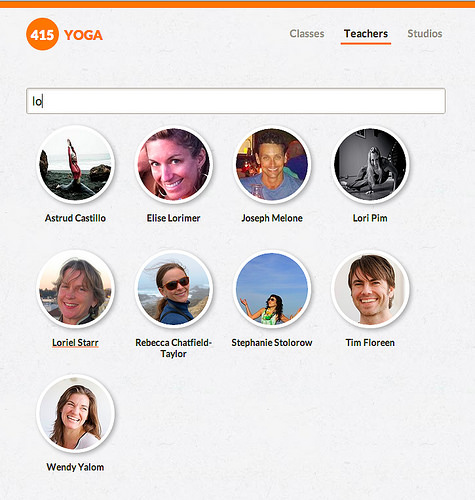 415 YOGA
Classes Teachers Studios
lo
Astrud Castillo Elise Lorimer Joseph Melone Lori Pim
Loriel Starr Rebecca Chatfield- Stephanie Stolorow Tim Floreen
Taylor
Wendy Yalom